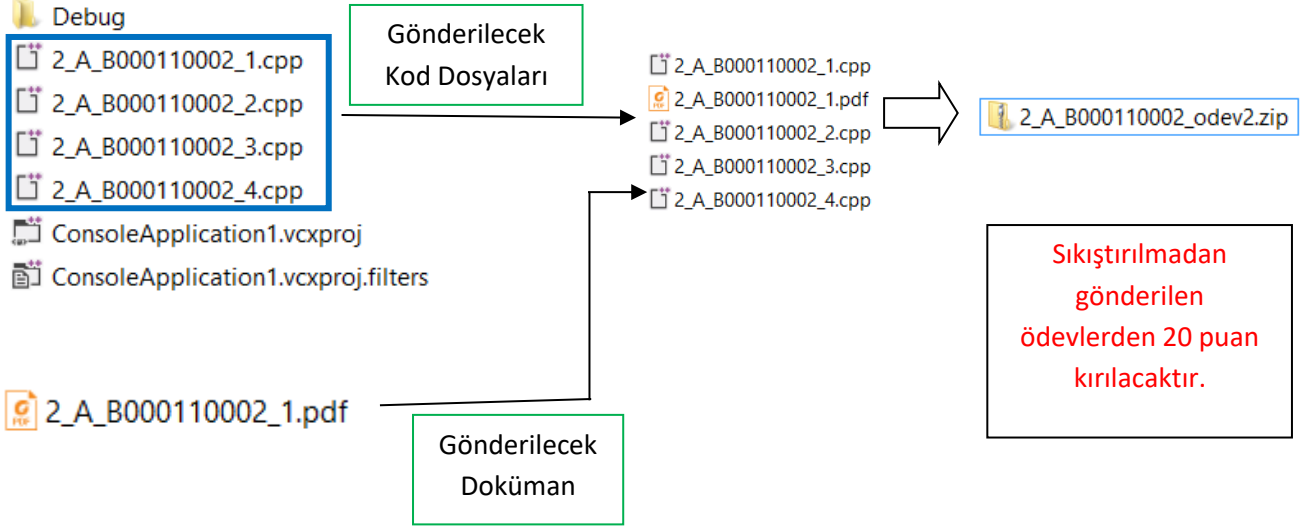 Debug
2_A_B000110002_1.cpp
2_A_B000110002_2.cpp
2_A_B000110002_3.cpp
2_A_B000110002_4.cpp
ConsoleApplication1.vcxproj
ConsoleApplication1.vcxproj.filters
2_A_B000110002_1.pdf
Gönderilecek
Kod Dosyaları
Gönderilecek
Doküman
2_A_B000110002_1.cpp
2_A_B000110002_1.pdf
2_A_B000110002_2.cpp
2_A_B000110002_3.cpp
2_A_B000110002_4.cpp
2_A_B000110002_odev2.zip
Sıkıştırılmadan
gönderilen
ödevlerden 20 puan
kırılacaktır.